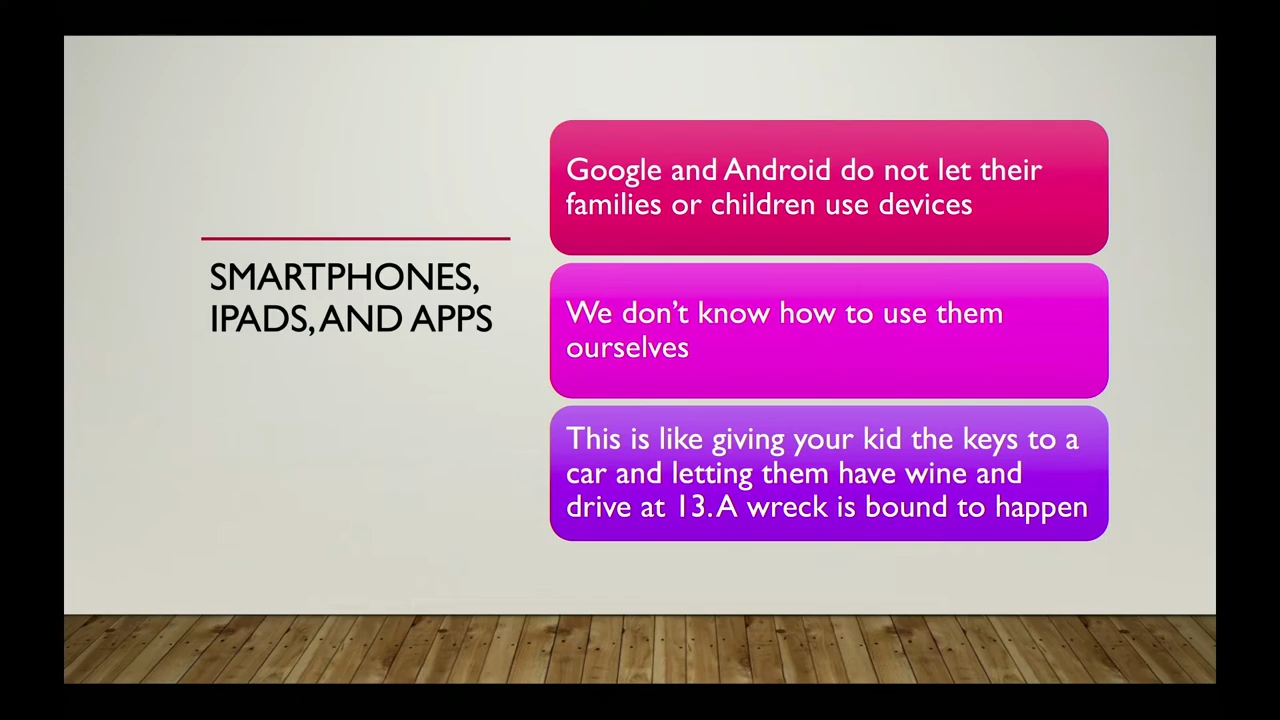 SMARTPHONES,
IPADS, AND APPS
Google and Android do not let their
families or children use devices
We don't know how to use them
ourselves
This is like giving your kid the keys to a
car and letting them have wine and
drive at 13. A wreck is bound to happen